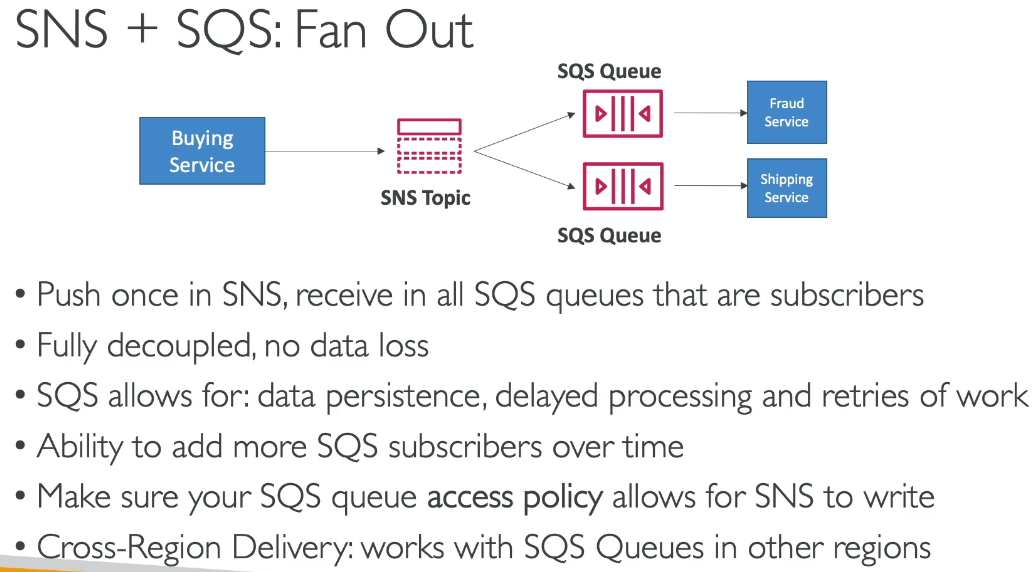 SNS + SQS: Fan Out
SQS Queue
Buying
Service
SNS Topic
Fraud
Service
Shipping
Service
SQS Queue
• Push once in SNS, receive in all SQS queues that are subscribers
• Fully decoupled, no data loss
• SQS allows for: data persistence, delayed processing and retries of work
• Ability to add more SQS subscribers over time
• Make sure your SQS queue access policy allows for SNS to write
• Cross-Region Delivery: works with SQS Queues in other regions